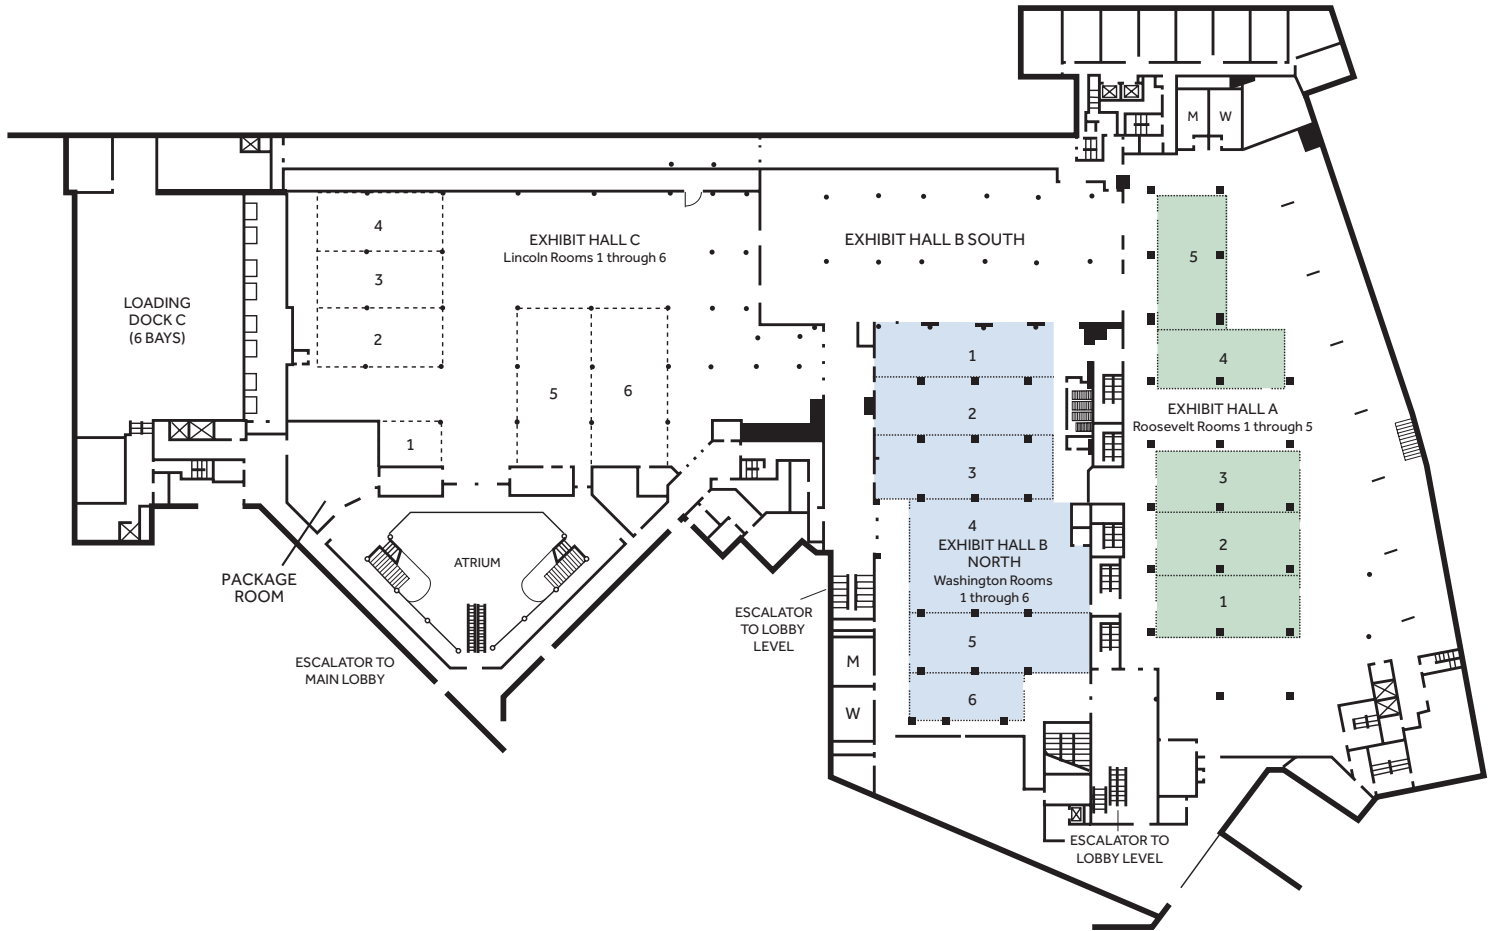 M
W
4
EXHIBIT HALL C
Lincoln Rooms 1 through 6
EXHIBIT HALL B SOUTH
5
3
LOADING
DOCK C
(6 BAYS)
2
1
4
5
6
2
EXHIBIT HALL A
Roosevelt Rooms 1 through 5
1
3
3
4
EXHIBIT HALL B
NORTH
Washington Rooms
1 through 6
2
ATRIUM
PACKAGE
ROOM
1
ESCALATOR
TO LOBBY
LEVEL
5
ESCALATOR TO
MAIN LOBBY
M
6
W
ESCALATOR TO
LOBBY LEVEL